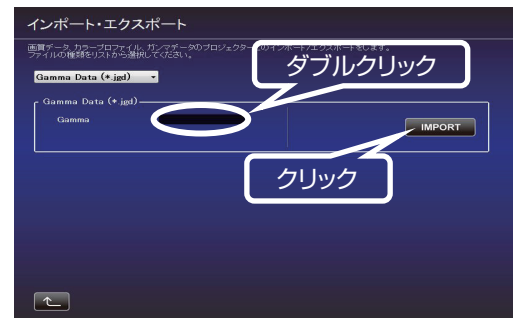 インポート・エクスポート
画質データ、カラープロファイル、ガンマデータのプロジェクターとのインポート/エクスポートをします。
ファイルの種類をリストから選択してください。
ダブルクリック
Gamma Data (*.jgd)
Gamma Data (*.jgd)
Gamma
IMPORT
クリック